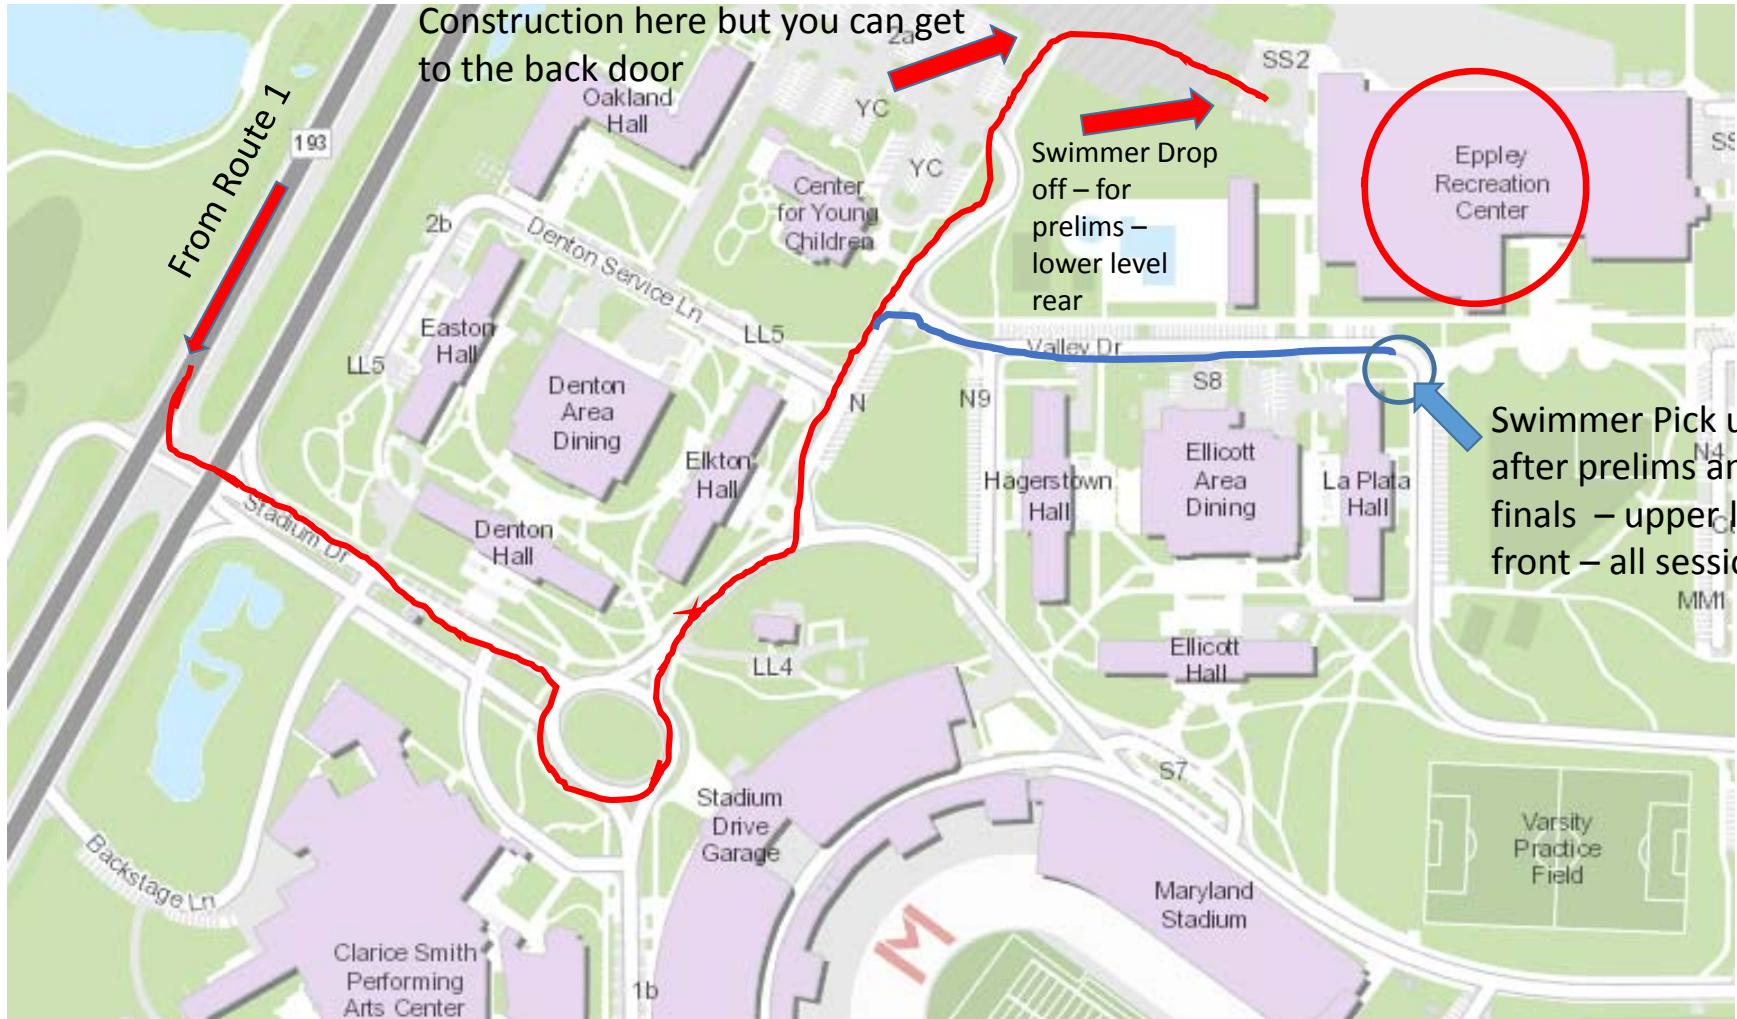 Construction here but you can get
to the back door
2a
SS2
From Route 1
193
Oakland
Hall
YC
YC
Center
for Young
Children
Swimmer Drop
off – for
prelims –
lower level
rear
Eppley
Recreation
Center
SS
2b
Denton Service Ln
Easton
Hall
LL5
LL5
Valley Dr
Denton
Area
Dining
N
N9
S8
Elkton
Hall
Hagerstown
Hall
Ellicott
Area
Dining
La Plata
Hall
Swimmer Pick u
after prelims an
finals – upper l
front – all sessio
N4
Stadium Dr
Denton
Hall
MM1
LL4
Ellicott
Hall
S7
Stadium
Drive
Garage
Varsity
Practice
Field
Backstage Ln
Maryland
Stadium
M
Clarice Smith
Performing
Arts Center
1b